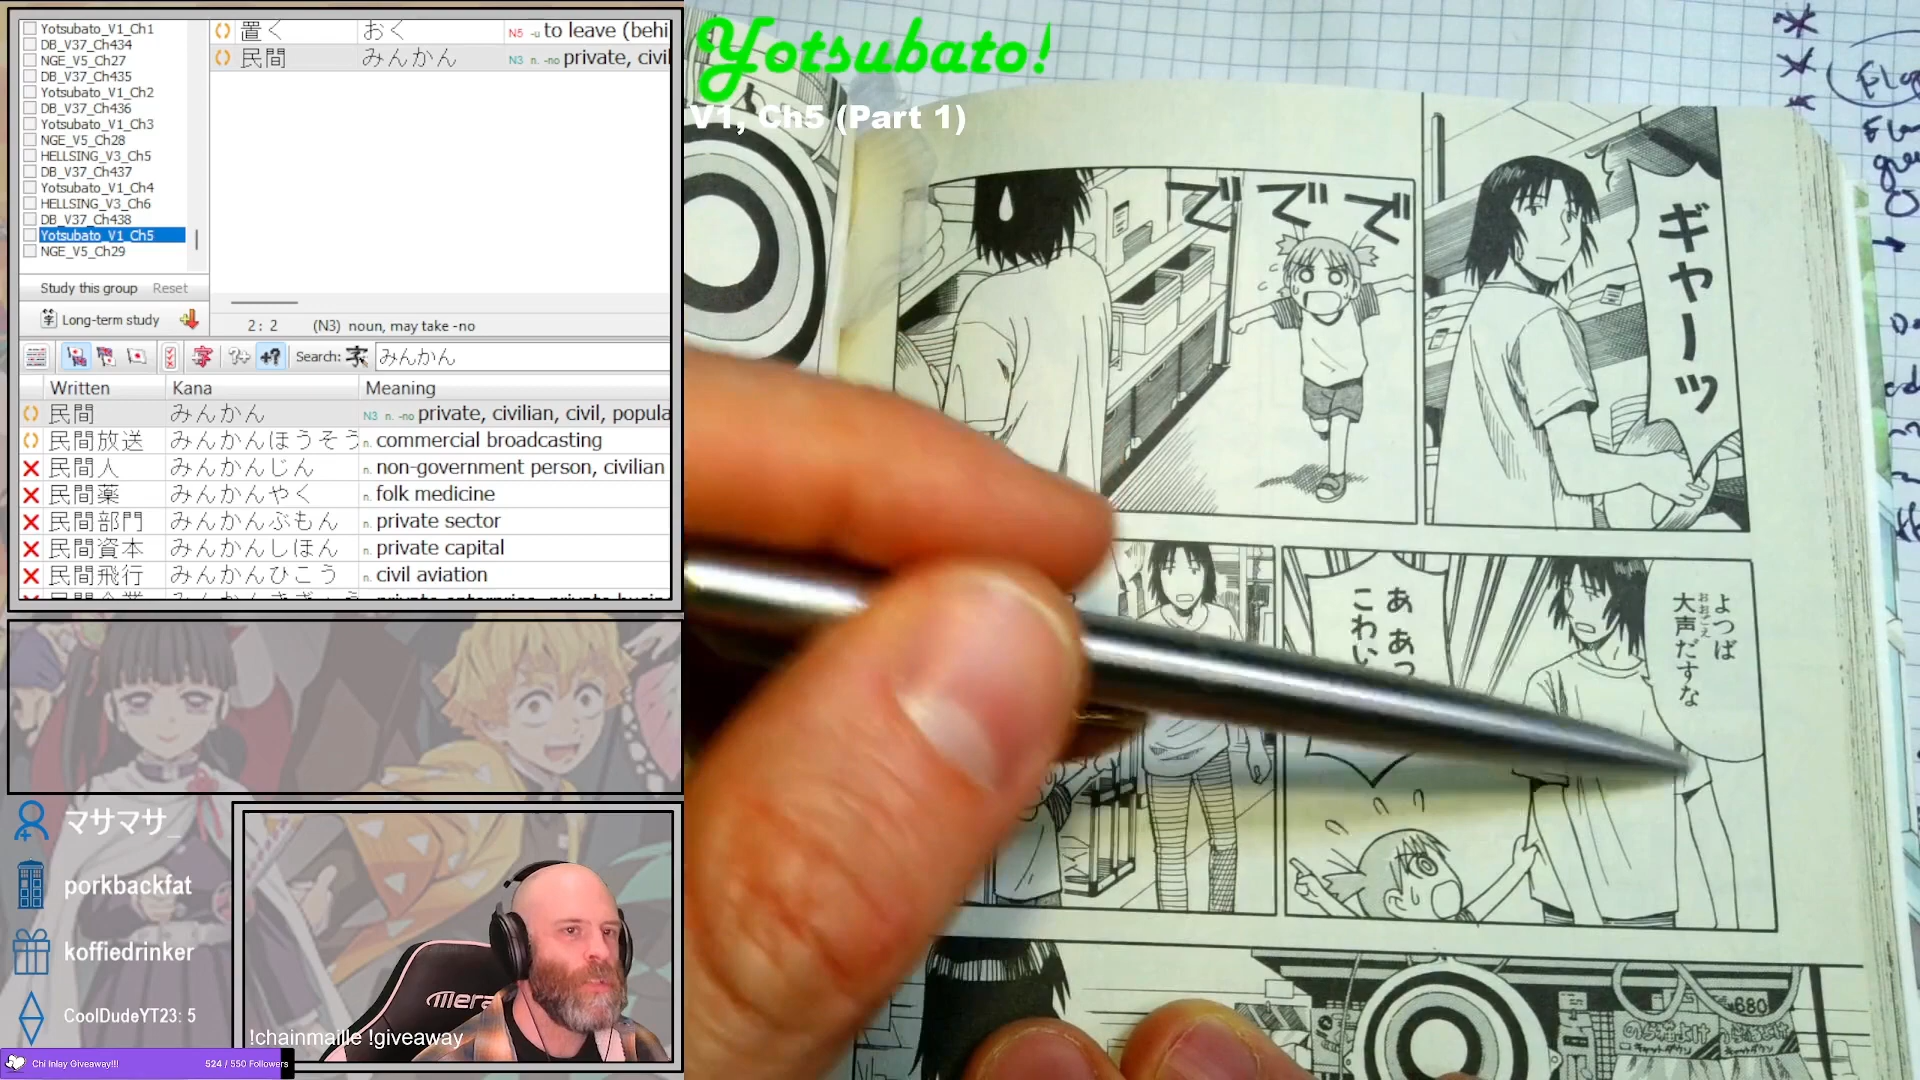 Yotsubato_V1_Ch1
DB_V37_Ch434
NGE_V5_Ch27
DB_V37_Ch435
Yotsubato_V1_Ch2
DB_V37_Ch436
Yotsubato_V1_Ch3
NGE_V5_Ch28
HELLSING_V3_Ch5
DB_V37_Ch437
Yotsubato_V1_Ch4
HELLSING_V3_Ch6
DB_V37_Ch438
Yotsubato_V1_Ch5
NGE_V5_Ch29
Study this group Reset
Long-term study
置く おく N5 -u to leave (behi
民間 みんかん N3 n. -no private, civil
2: 2 (N3) noun, may take -no
Search: みんかん
Written Kana Meaning
民間 みんかん N3 n. -no private, civilian, civil, popula
民間放送 みんかんほうそう n. commercial broadcasting
民間人 みんかんじん n. non-government person, civilian
民間薬 みんかんやく n. folk medicine
民間部門 みんかんぶもん n. private sector
民間資本 みんかんしほん n. private capital
民間飛行 みんかんひこう n. civil aviation
Yotsubato!
V1, Ch5 (Part 1)
ギャーッ
ででで
よつば
大声だすな
おおごえ
あ あっ
こわい
¥680
マサマサ_
porkbackfat
koffiedrinker
CoolDudeYT23: 5
!chainmaille !giveaway
Chi Inlay Giveaway!!!
524 / 550 Followers